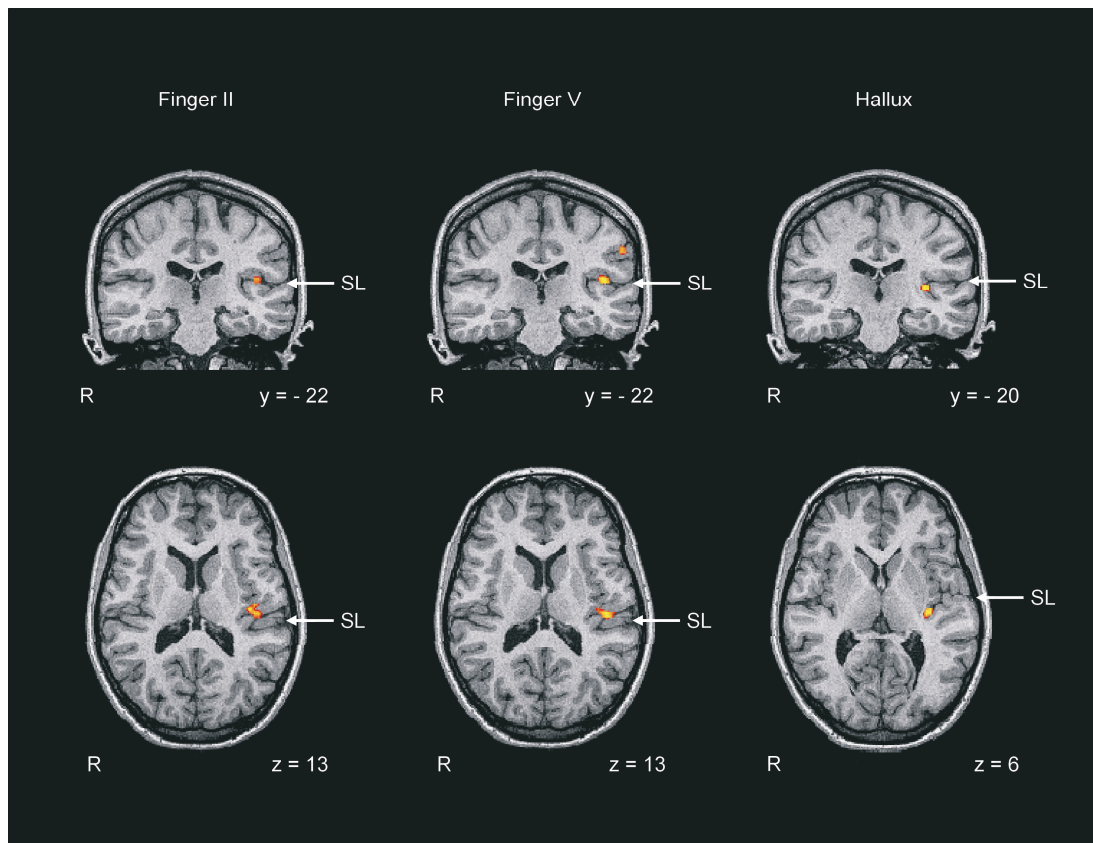 Finger II Finger V Hallux
SL SL SL
R y = - 22 R y = - 22 R y = - 20
SL SL SL
R z = 13 R z = 13 R z = 6